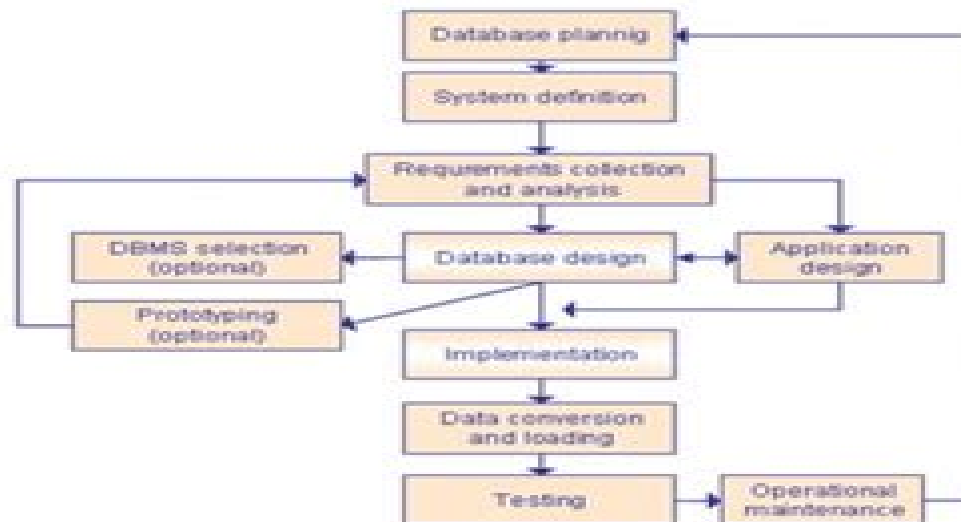 Database plannig
System definition
Requrements collection
and analysis
DBMS selection
(optional)
Database design
Application
design
Prototyping
(optional)
Implementation
Data conversion
and loading
Testing
Operational
maintenance